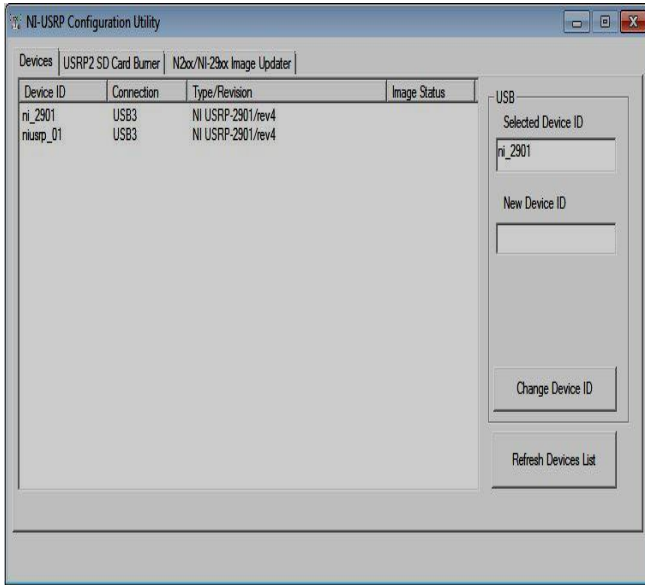 NI-USRP Configuration Utility
Devices USRP2 SD Card Burner N2xx/NI-29xx Image Updater
Device ID Connection Type/Revision Image Status
ni_2901 USB3 NI USRP-2901/rev4
niusrp_01 USB3 NI USRP-2901/rev4
USB
Selected Device ID
ni_2901
New Device ID
Change Device ID
Refresh Devices List